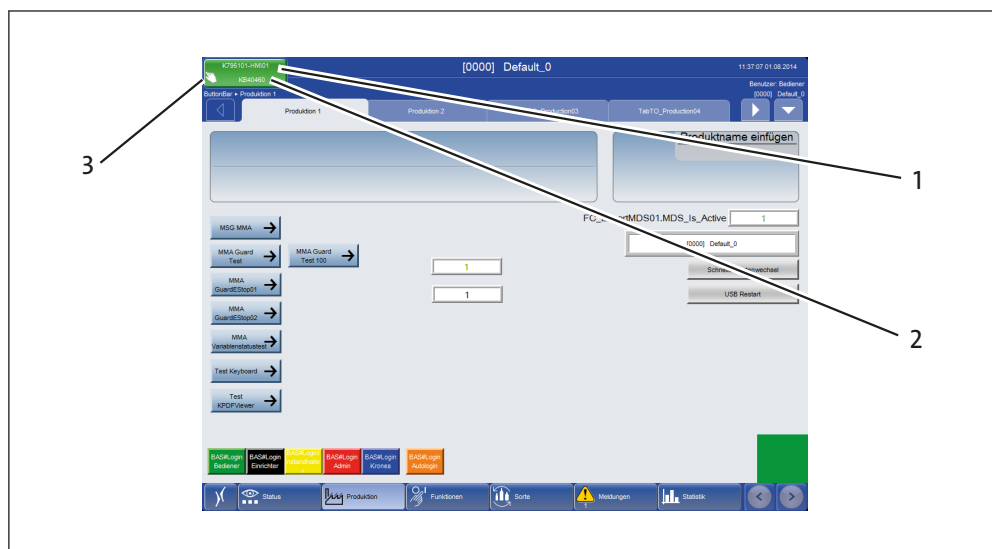 K795101-HMI01
[0000] Default_0
11:37:07 01.08.2014
KB40460
Benutzer: Bediener
ButtonBar ▸ Produktion 1
[0000] Default_0
Produktion 1
Produktion 2
Production03
TabTO_Production04
Produktname einfügen
3
1
MSG MMA
FC_
ertMDS01.MDS_Is_Active
1
MMA Guard
Test
MMA Guard
Test 100
[0000] Default_0
1
MMA
GuardEStop01
1
USB Restart
MMA
GuardEStop02
2
MMA
Variablenstatustest
Test Keyboard
Test
KPDFViewer
BAS#Login
Bediener
BAS#Login
Einrichter
BAS#Login
BAS#Login
Admin
BAS#Login
Krones
BAS#Login
Autologin
Status
Produktion
Funktionen
Sorte
1
Meldungen
Statistik